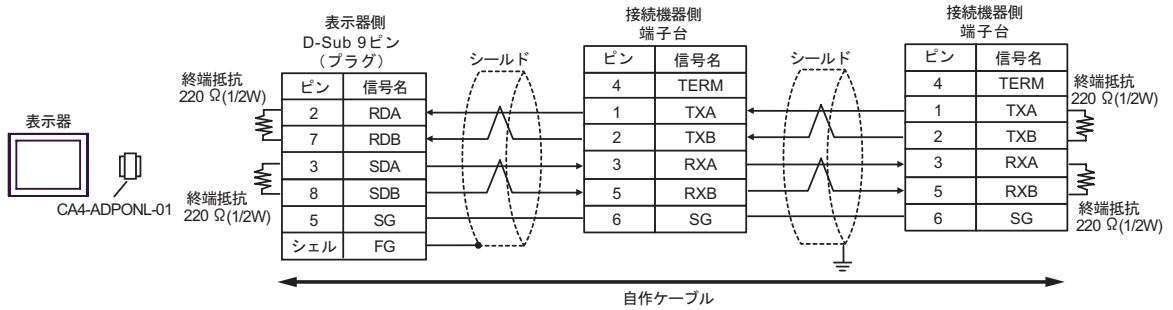 表示器
CA4-ADPONL-01
終端抵抗
220 Ω(1/2W)
終端抵抗
220 Ω(1/2W)
表示器側
D-Sub 9ピン
(プラグ)
ピン 信号名
2 RDA
7 RDB
3 SDA
8 SDB
5 SG
シェル FG
シールド
接続機器側
端子台
ピン 信号名
4 TERM
1 TXA
2 TXB
3 RXA
5 RXB
6 SG
シールド
接続機器側
端子台
ピン 信号名
4 TERM
1 TXA
2 TXB
3 RXA
5 RXB
6 SG
終端抵抗
220 Ω(1/2W)
終端抵抗
220 Ω(1/2W)
自作ケーブル